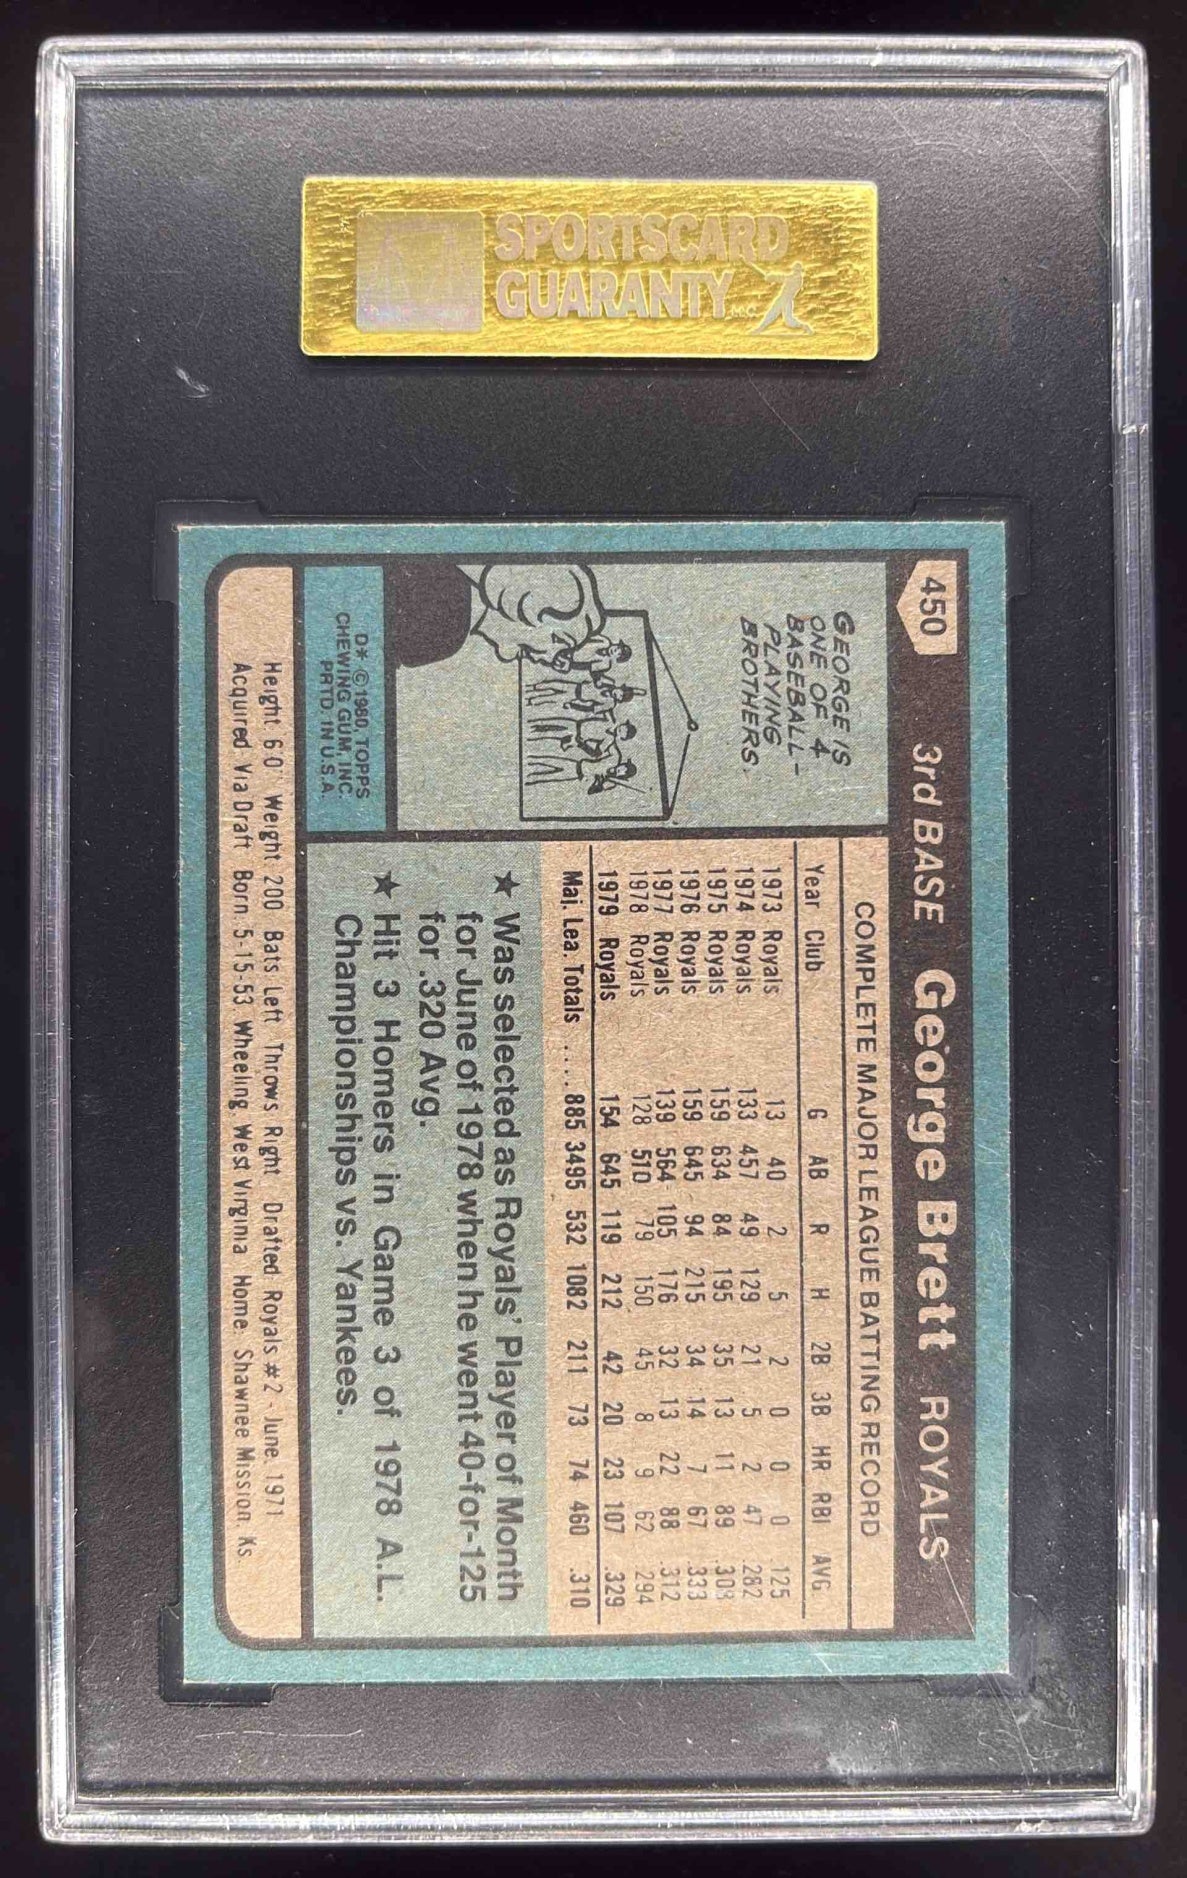 SPORTSCARD
GUARANTY LLC.
450
3rd BASE George Brett ROYALS
GEORGE IS
ONE OF 4
BASEBALL-
PLAYING
BROTHERS.
D* © 1980, TOPPS
CHEWING GUM, INC.
PRTD. IN U.S.A.
COMPLETE MAJOR LEAGUE BATTING RECORD
Year Club G AB R H 2B 3B HR RBI AVG.
1973 Royals 13 40 2 5 2 0 0 0 .125
1974 Royals 133 457 49 129 21 5 2 47 .282
1975 Royals 159 634 84 195 35 13 11 89 .308
1976 Royals 159 645 94 215 34 14 7 67 .333
1977 Royals 139 564 105 176 32 13 22 88 .312
1978 Royals 128 510 79 150 45 8 9 62 .294
1979 Royals 154 645 119 212 42 20 23 107 .329
Maj. Lea. Totals .... 885 3495 532 1082 211 73 74 460 .310
★ Was selected as Royals' Player of Month
for June of 1978 when he went 40-for-125
for .320 Avg.
★ Hit 3 Homers in Game 3 of 1978 A.L.
Championships vs. Yankees.
Height 6'0" Weight 200 Bats Left Throws Right Drafted Royals #2 - June, 1971
Acquired Via Draft Born 5-15-53 Wheeling West Virginia Home: Shawnee Mission, Ks.